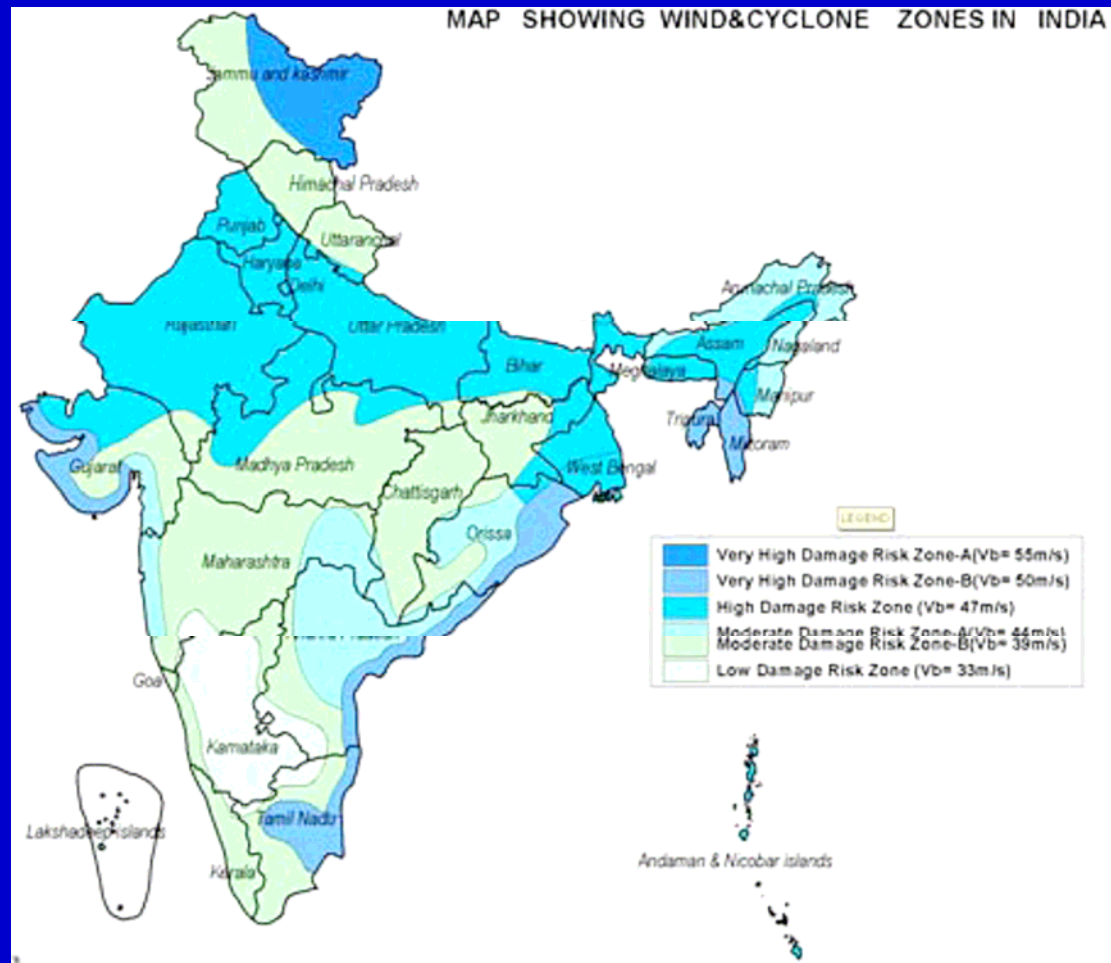 MAP SHOWING WIND&CYCLONE ZONES IN INDIA
Jammu and kashmir
Himachal Pradesh
Punjab
Uttaranchal
Haryana
Delhi
Arunachal Pradesh
Rajasthan
Uttar Pradesh
Assam
Nagaland
Bihar
Meghalaya
Manipur
Jharkhand
Tripura
Mizoram
Gujarat
Madhya Pradesh
West Bengal
Chattisgarh
Orissa
Maharashtra
LEGEND
Very High Damage Risk Zone-A(Vb= 55m/s)
Very High Damage Risk Zone-B(Vb= 50m/s)
High Damage Risk Zone (Vb= 47m/s)
Moderate Damage Risk Zone-A(Vb= 44m/s)
Moderate Damage Risk Zone-B(Vb= 39m/s)
Low Damage Risk Zone (Vb= 33m/s)
Goa
Karnataka
Tamil Nadu
Lakshadeep islands
Kerala
Andaman & Nicobar islands